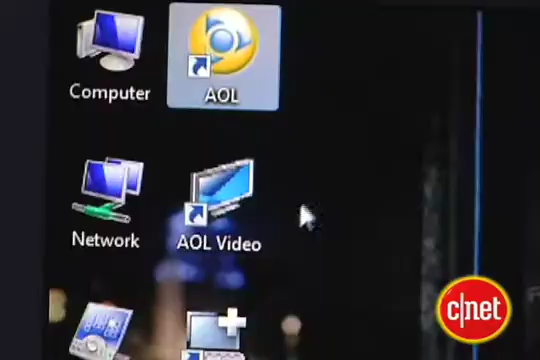 Computer
AOL
Network
AOL Video
c|net